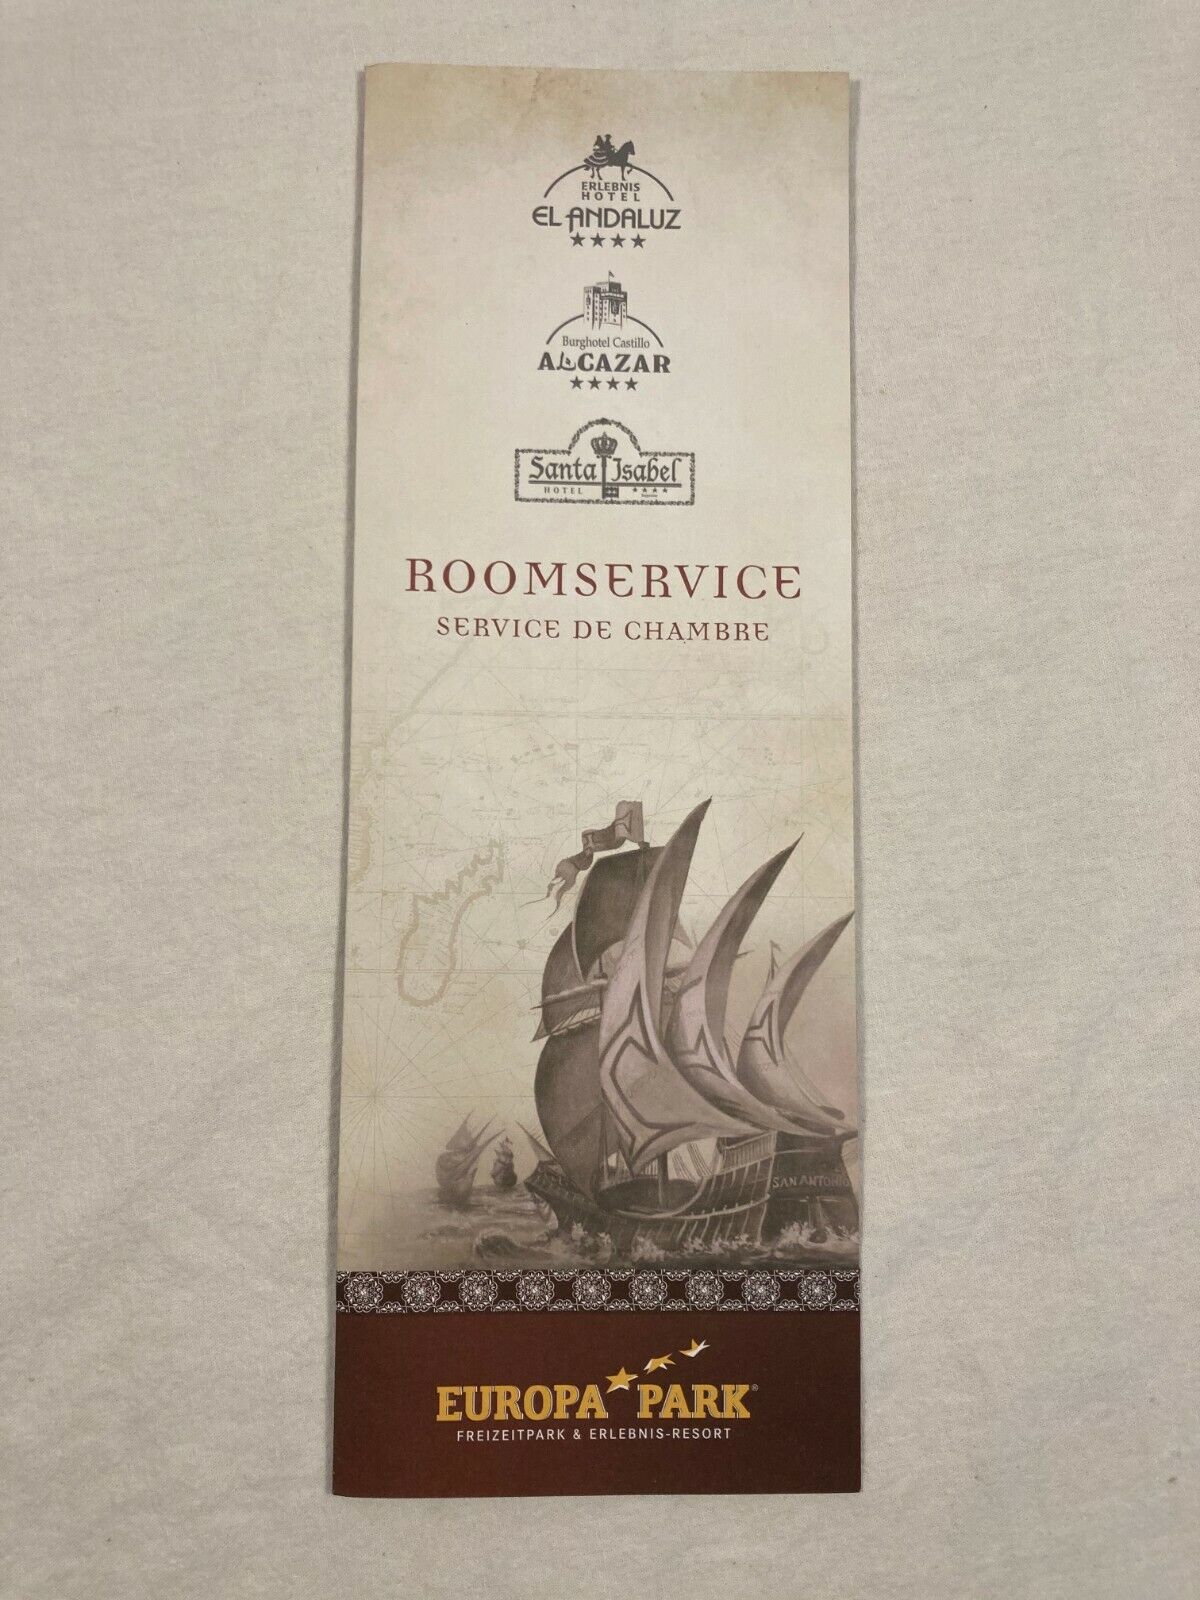 ERLEBNIS
HOTEL
EL ANDALUZ
Burghotel Castillo
ALCAZAR
Santa Isabel
HOTEL
ROOMSERVICE
SERVICE DE CHAMBRE
SAN ANTONIO
EUROPA PARK®
FREIZEITPARK & ERLEBNIS-RESORT